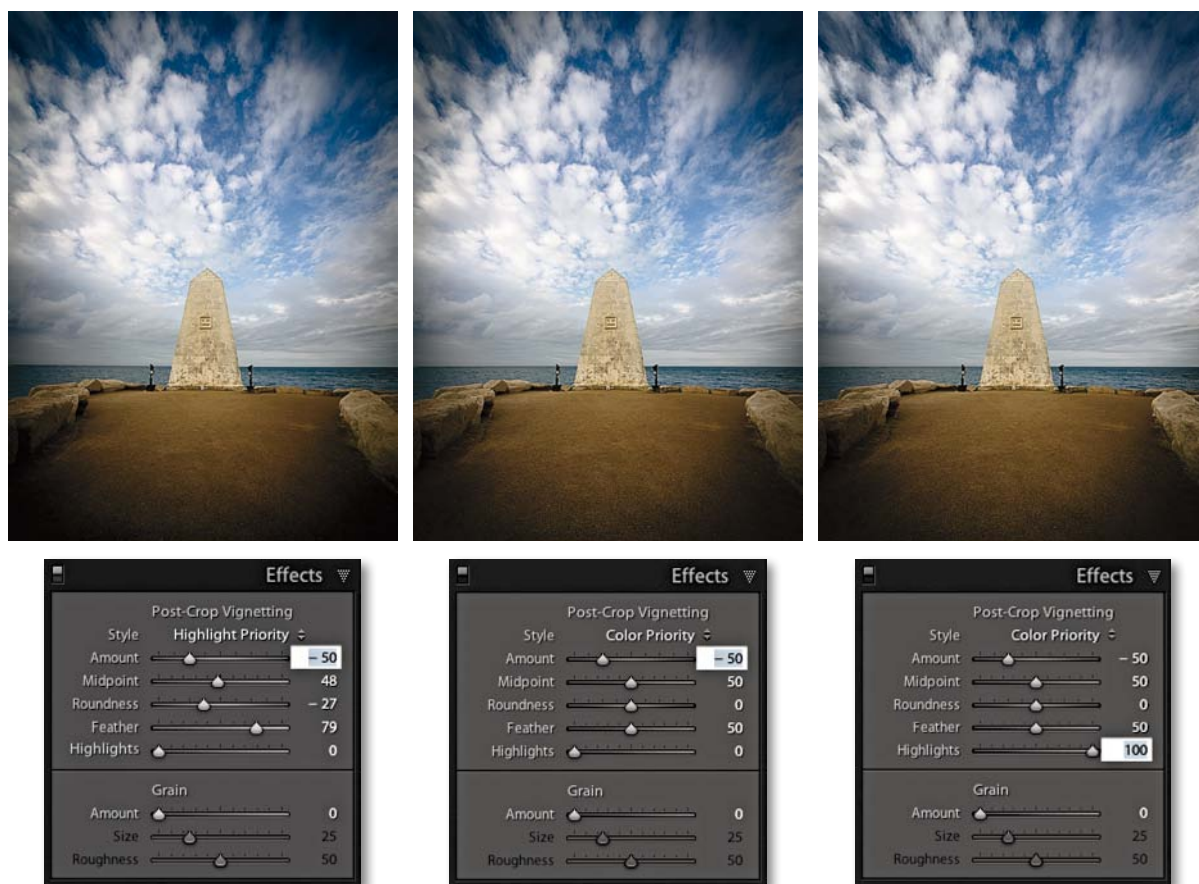 Effects
Post-Crop Vignetting
Style Highlight Priority
Amount – 50
Midpoint 48
Roundness – 27
Feather 79
Highlights 0
Grain
Amount 0
Size 25
Roughness 50
Effects
Post-Crop Vignetting
Style Color Priority
Amount – 50
Midpoint 50
Roundness 0
Feather 50
Highlights 0
Grain
Amount 0
Size 25
Roughness 50
Effects
Post-Crop Vignetting
Style Color Priority
Amount – 50
Midpoint 50
Roundness 0
Feather 50
Highlights 100
Grain
Amount 0
Size 25
Roughness 50